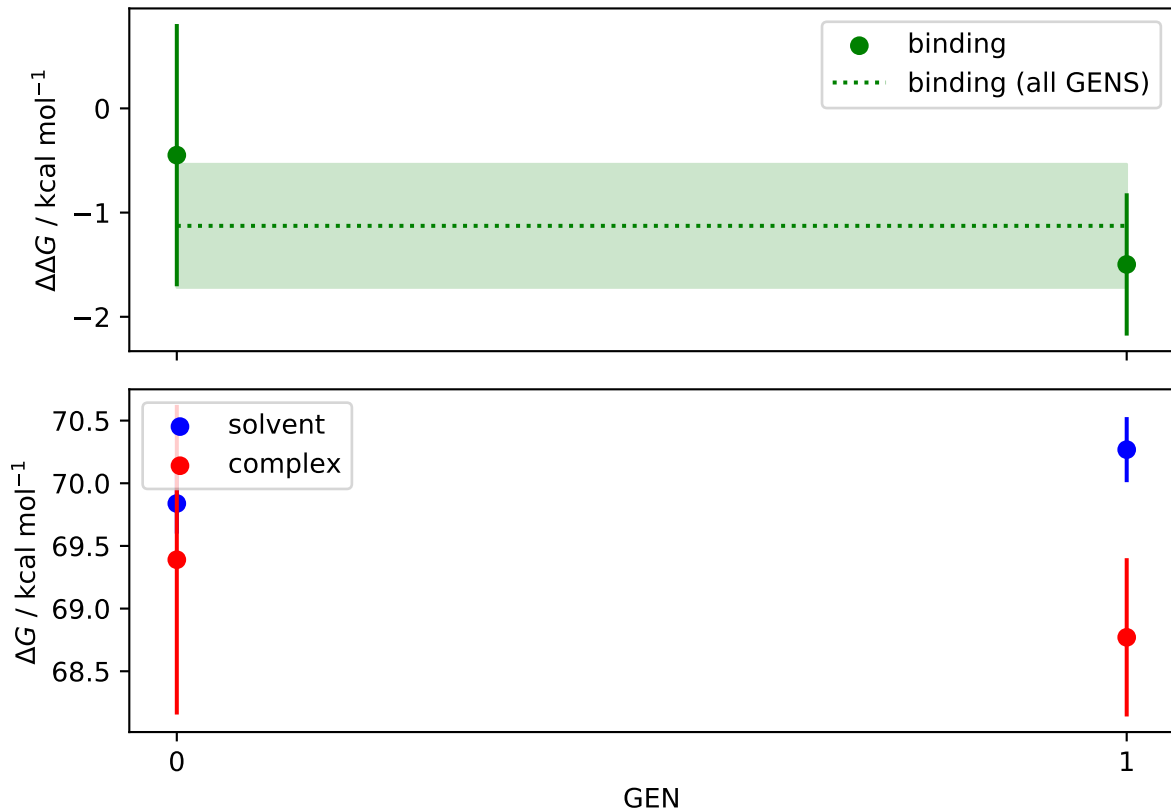 binding
binding (all GENS)
0
−1
−2
ΔΔG / kcal mol⁻¹
solvent
complex
70.5
70.0
69.5
69.0
68.5
ΔG / kcal mol⁻¹
0 1
GEN